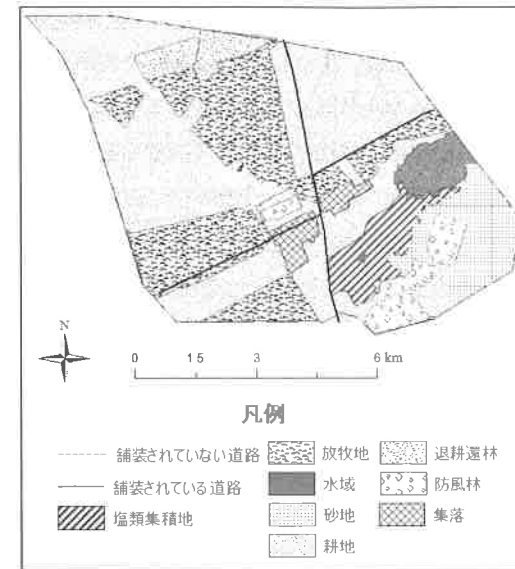 N
0 1 5 3 6 km
凡例
舗装されていない道路 放牧地 退耕還林
舗装されている道路 水域 防風林
塩類集積地 砂地 集落
耕地